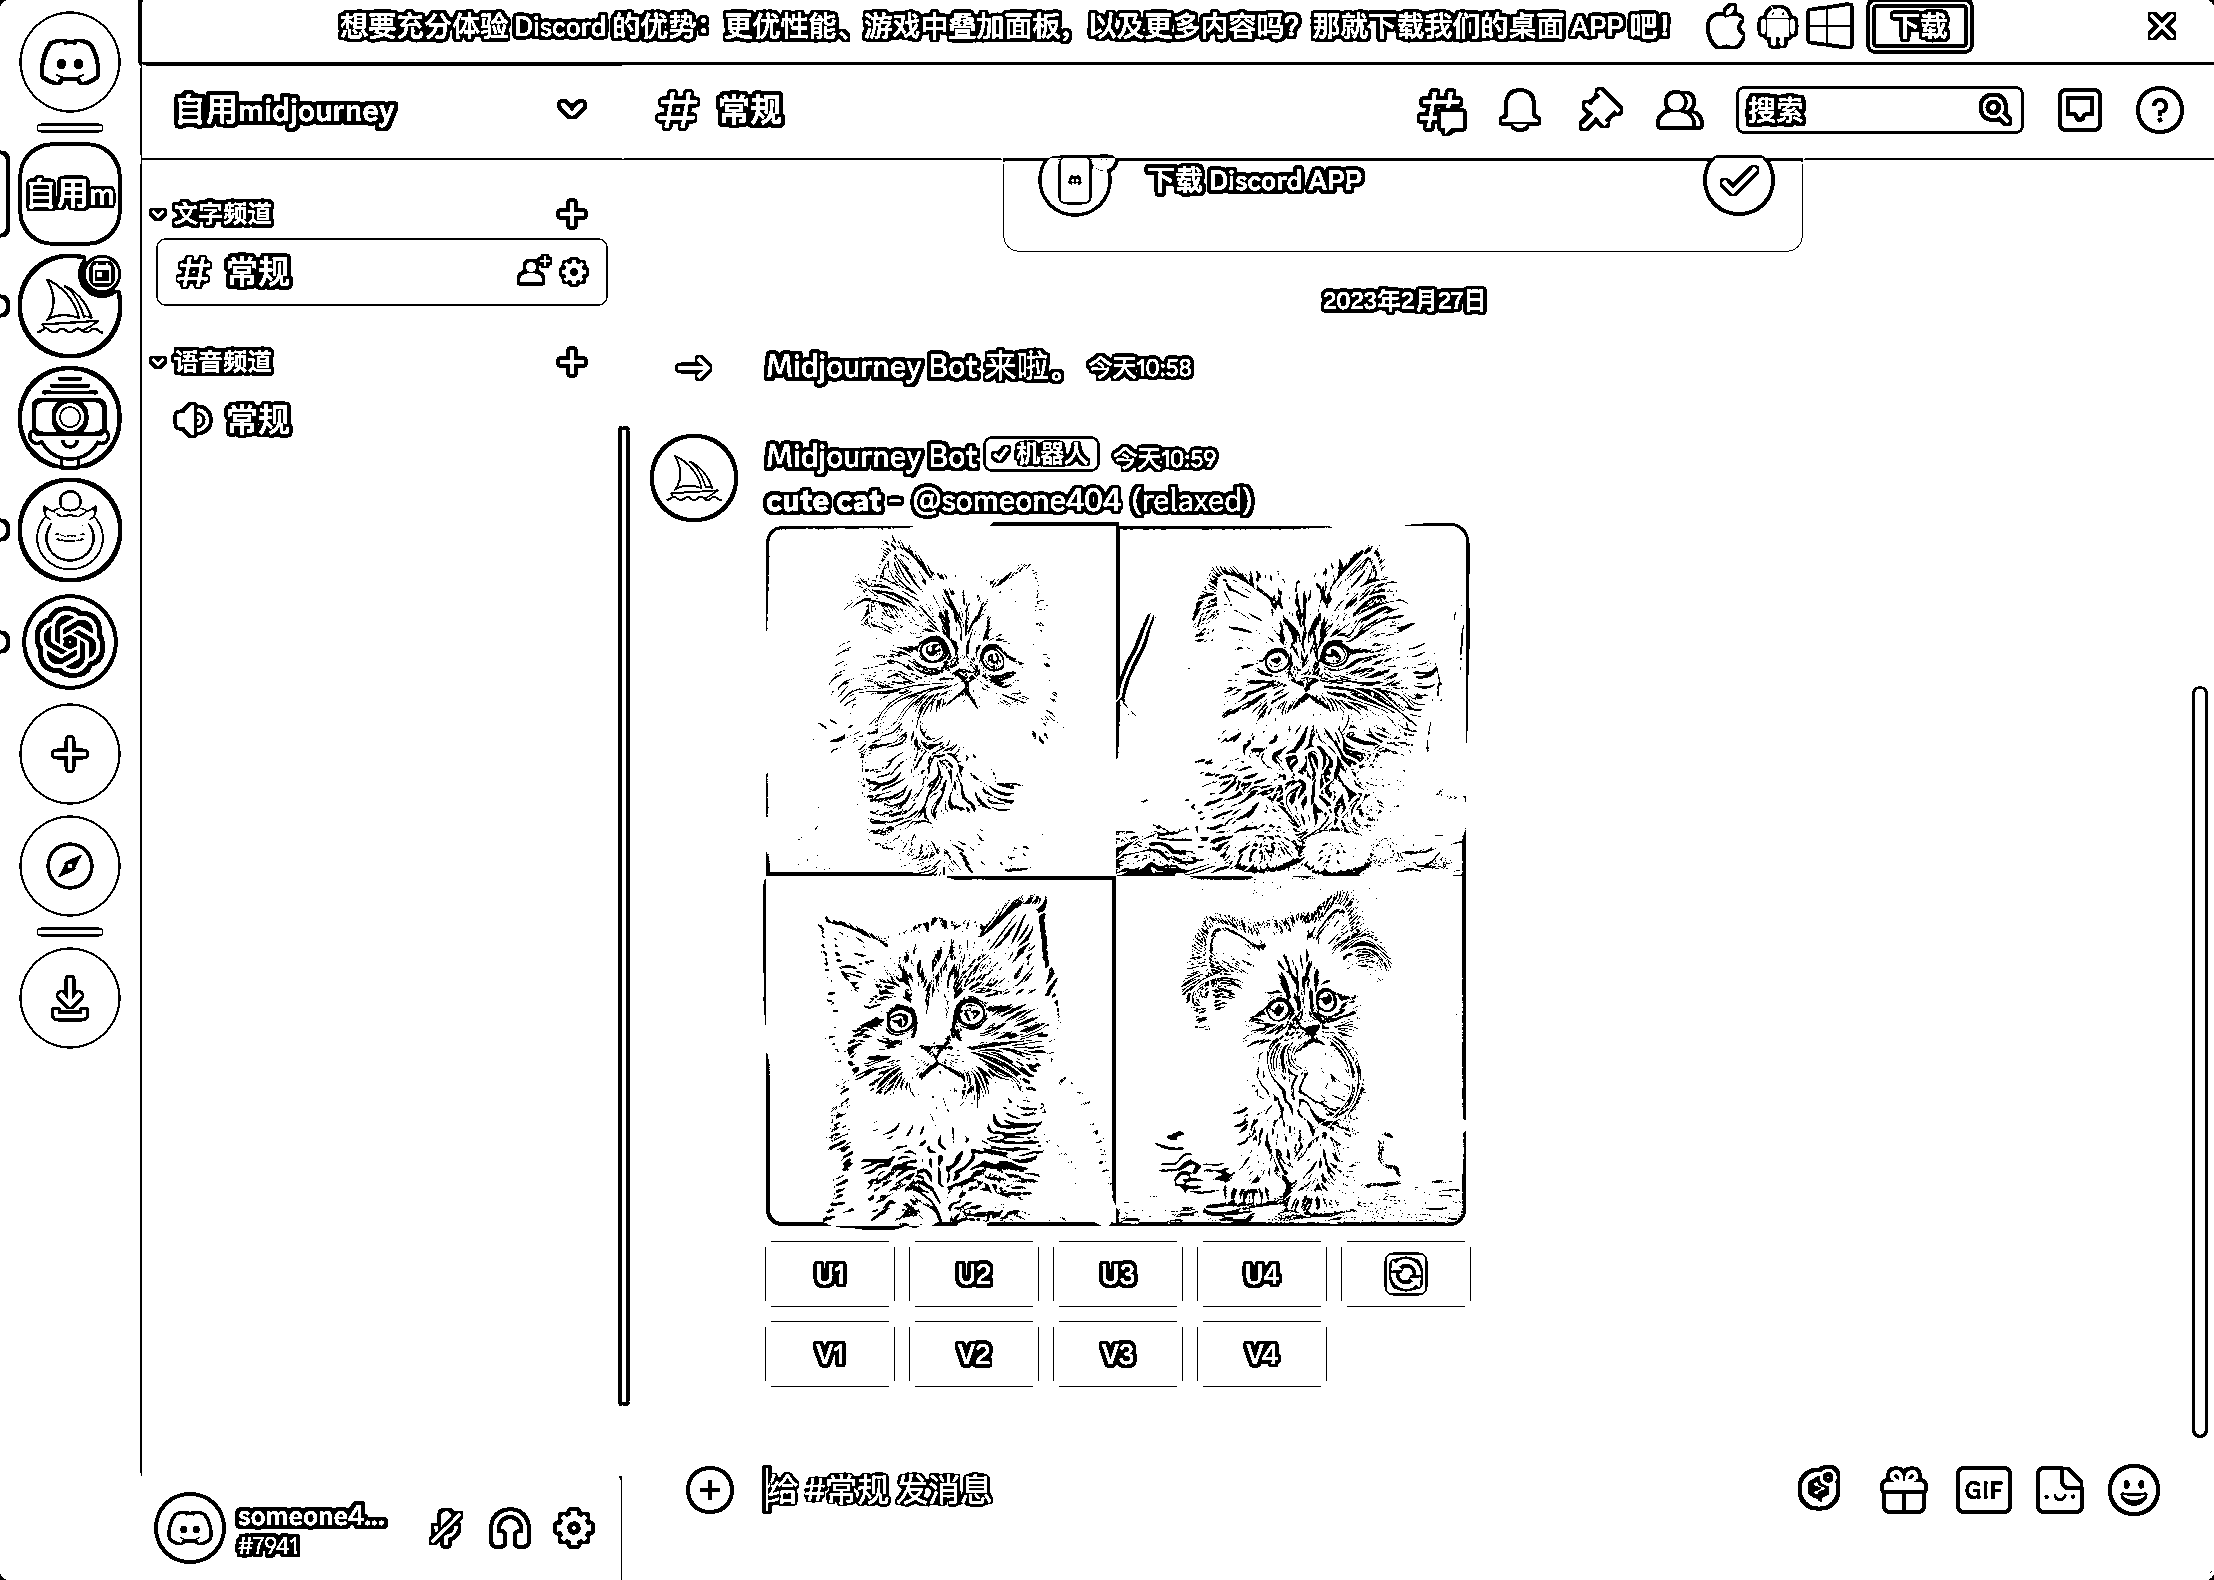 想要充分体验 Discord 的优势：更优性能、游戏中叠加面板，以及更多内容吗？那就下载我们的桌面 APP 吧！
下载
自用midjourney
# 常规
搜索
自用m
文字频道
# 常规
语音频道
常规
下载 Discord APP
2023年2月27日
Midjourney Bot 来啦。 今天10:58
Midjourney Bot 机器人 今天10:59
cute cat - @someone404 (relaxed)
U1 U2 U3 U4
V1 V2 V3 V4
给 #常规 发消息
GIF
someone4...
#7941